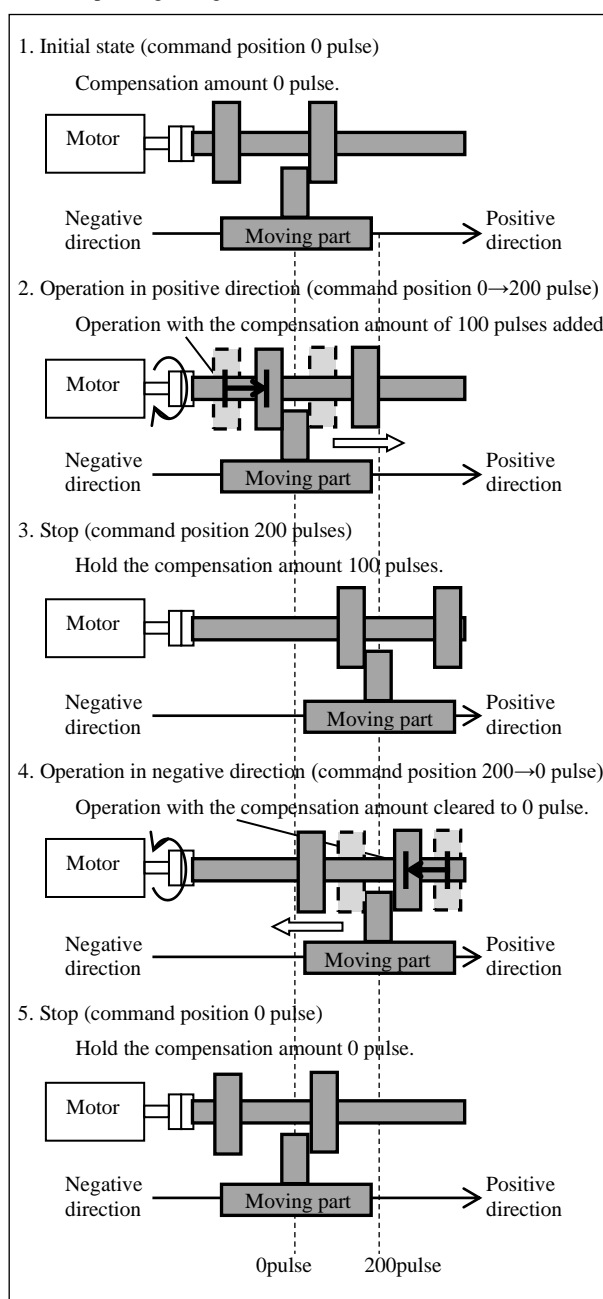 1. Initial state (command position 0 pulse)
Compensation amount 0 pulse.
Motor
Negative direction
Moving part
Positive direction
2. Operation in positive direction (command position 0→200 pulse)
Operation with the compensation amount of 100 pulses added
Motor
Negative direction
Moving part
Positive direction
3. Stop (command position 200 pulses)
Hold the compensation amount 100 pulses.
Motor
Negative direction
Moving part
Positive direction
4. Operation in negative direction (command position 200→0 pulse)
Operation with the compensation amount cleared to 0 pulse.
Motor
Negative direction
Moving part
Positive direction
5. Stop (command position 0 pulse)
Hold the compensation amount 0 pulse.
Motor
Negative direction
Moving part
Positive direction
0pulse
200pulse